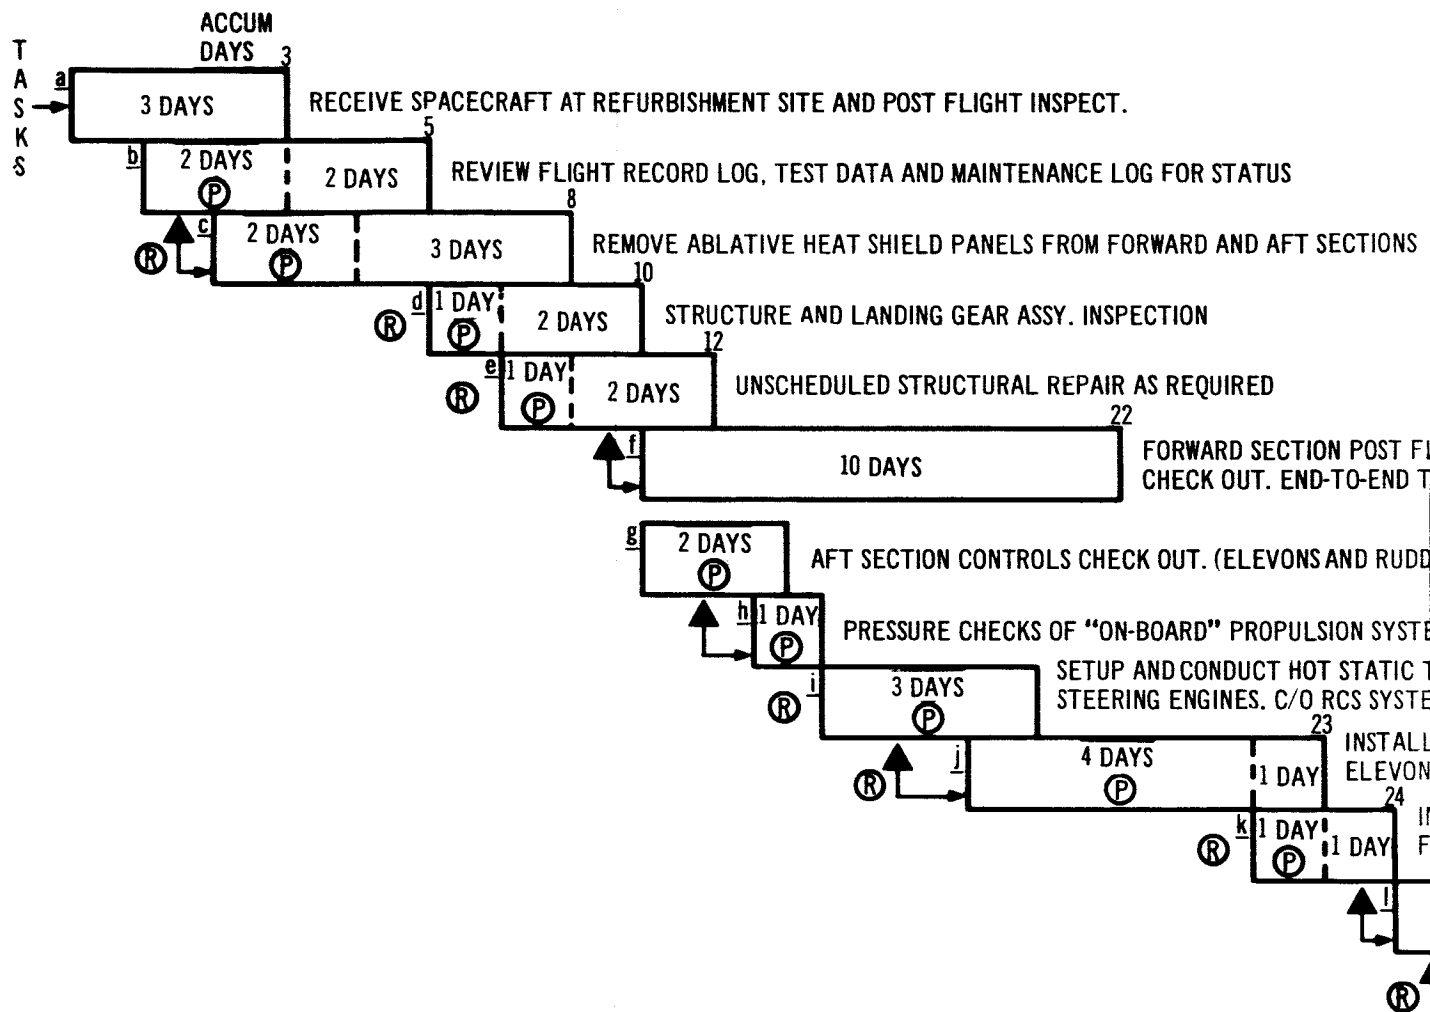 ACCUM
DAYS
TASKS
3
a
3 DAYS
RECEIVE SPACECRAFT AT REFURBISHMENT SITE AND POST FLIGHT INSPECT.
5
b
2 DAYS
P
2 DAYS
REVIEW FLIGHT RECORD LOG, TEST DATA AND MAINTENANCE LOG FOR STATUS
8
R
c
2 DAYS
P
3 DAYS
REMOVE ABLATIVE HEAT SHIELD PANELS FROM FORWARD AND AFT SECTIONS
10
R
d
1 DAY
P
2 DAYS
STRUCTURE AND LANDING GEAR ASSY. INSPECTION
12
R
e
1 DAY
P
2 DAYS
UNSCHEDULED STRUCTURAL REPAIR AS REQUIRED
22
f
10 DAYS
FORWARD SECTION POST
CHECK OUT. END-TO-END
g
2 DAYS
P
AFT SECTION CONTROLS CHECK OUT. (ELEVONS AND RUDD
h
1 DAY
P
PRESSURE CHECKS OF "ON-BOARD" PROPULSION SYSTE
R
i
3 DAYS
P
SETUP AND CONDUCT HOT STATIC T
STEERING ENGINES. C/O RCS SYSTE
23
R
j
4 DAYS
P
1 DAY
INSTALL
ELEVON
24
R
k
1 DAY
P
1 DAY
l
R